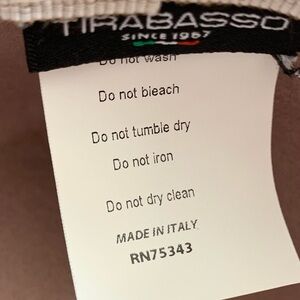 TIRABASSO
SINCE 1967
Do not wash
Do not bleach
Do not tumble dry
Do not iron
Do not dry clean
MADE IN ITALY
RN75343